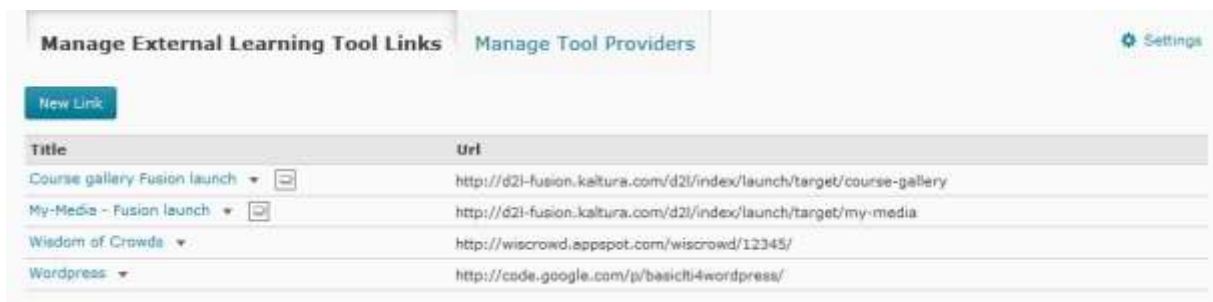 Manage External Learning Tool Links Manage Tool Providers Settings
New Link
Title Url
Course gallery Fusion launch http://d2l-fusion.kaltura.com/d2l/index/launch/target/course-gallery
My-Media - Fusion launch http://d2l-fusion.kaltura.com/d2l/index/launch/target/my-media
Wisdom of Crowds http://wiscrowd.appspot.com/wiscrowd/12345/
Wordpress http://code.google.com/p/basiclti4wordpress/